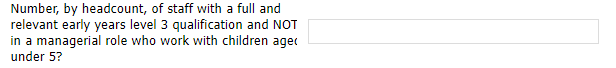 Number, by headcount, of staff with a full and
relevant early years level 3 qualification and NOT
in a managerial role who work with children aged
under 5?